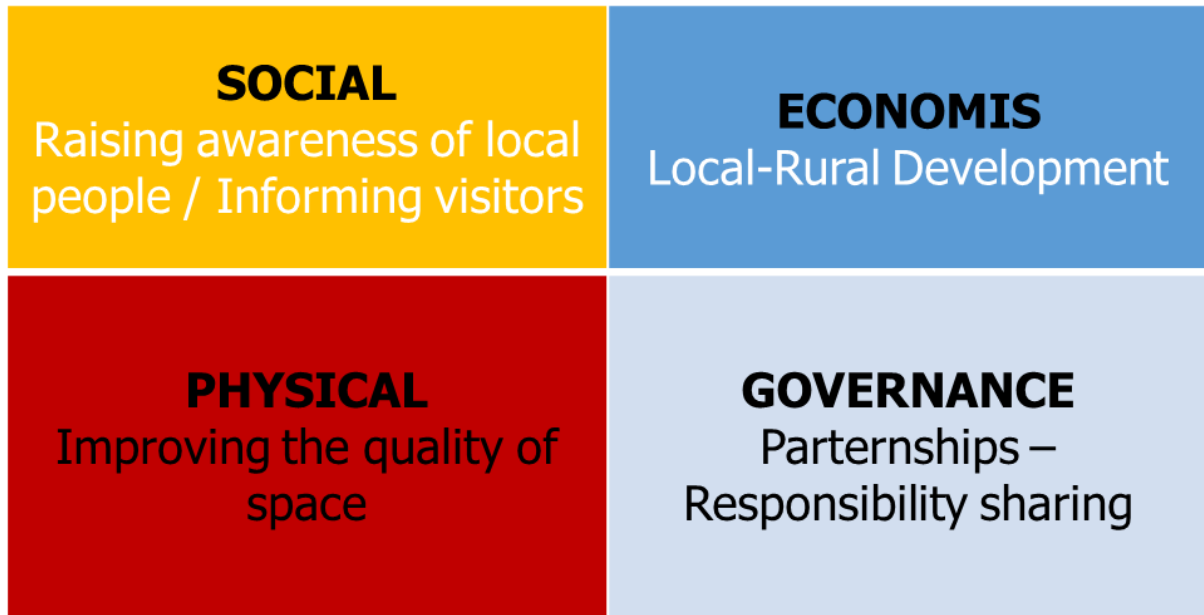 SOCIAL
Raising awareness of local
people / Informing visitors
ECONOMIS
Local-Rural Development
PHYSICAL
Improving the quality of
space
GOVERNANCE
Parternships –
Responsibility sharing